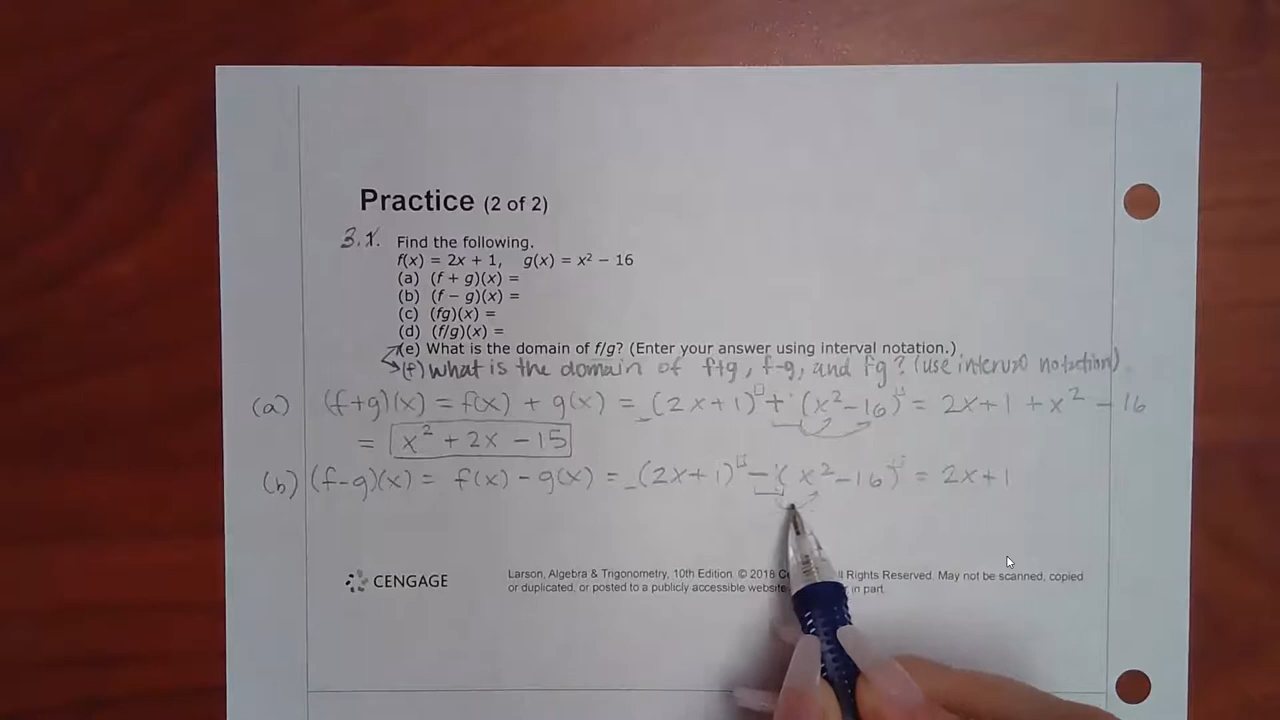 Practice (2 of 2)
3.1. Find the following.
f(x) = 2x + 1, g(x) = x² − 16
(a) (f + g)(x) =
(b) (f − g)(x) =
(c) (fg)(x) =
(d) (f/g)(x) =
(e) What is the domain of f/g? (Enter your answer using interval notation.)
(f) what is the domain of f+g, f-g, and fg? (use interval notation).
(a) (f+g)(x) = f(x) + g(x) = (2x+1) + (x²-16) = 2x+1 + x² - 16
= x² + 2x - 15
(b) (f-g)(x) = f(x) - g(x) = (2x+1) - (x²-16) = 2x+1
CENGAGE
Larson, Algebra & Trigonometry, 10th Edition. © 2018 All Rights Reserved. May not be scanned, copied
or duplicated, or posted to a publicly accessible website in part.